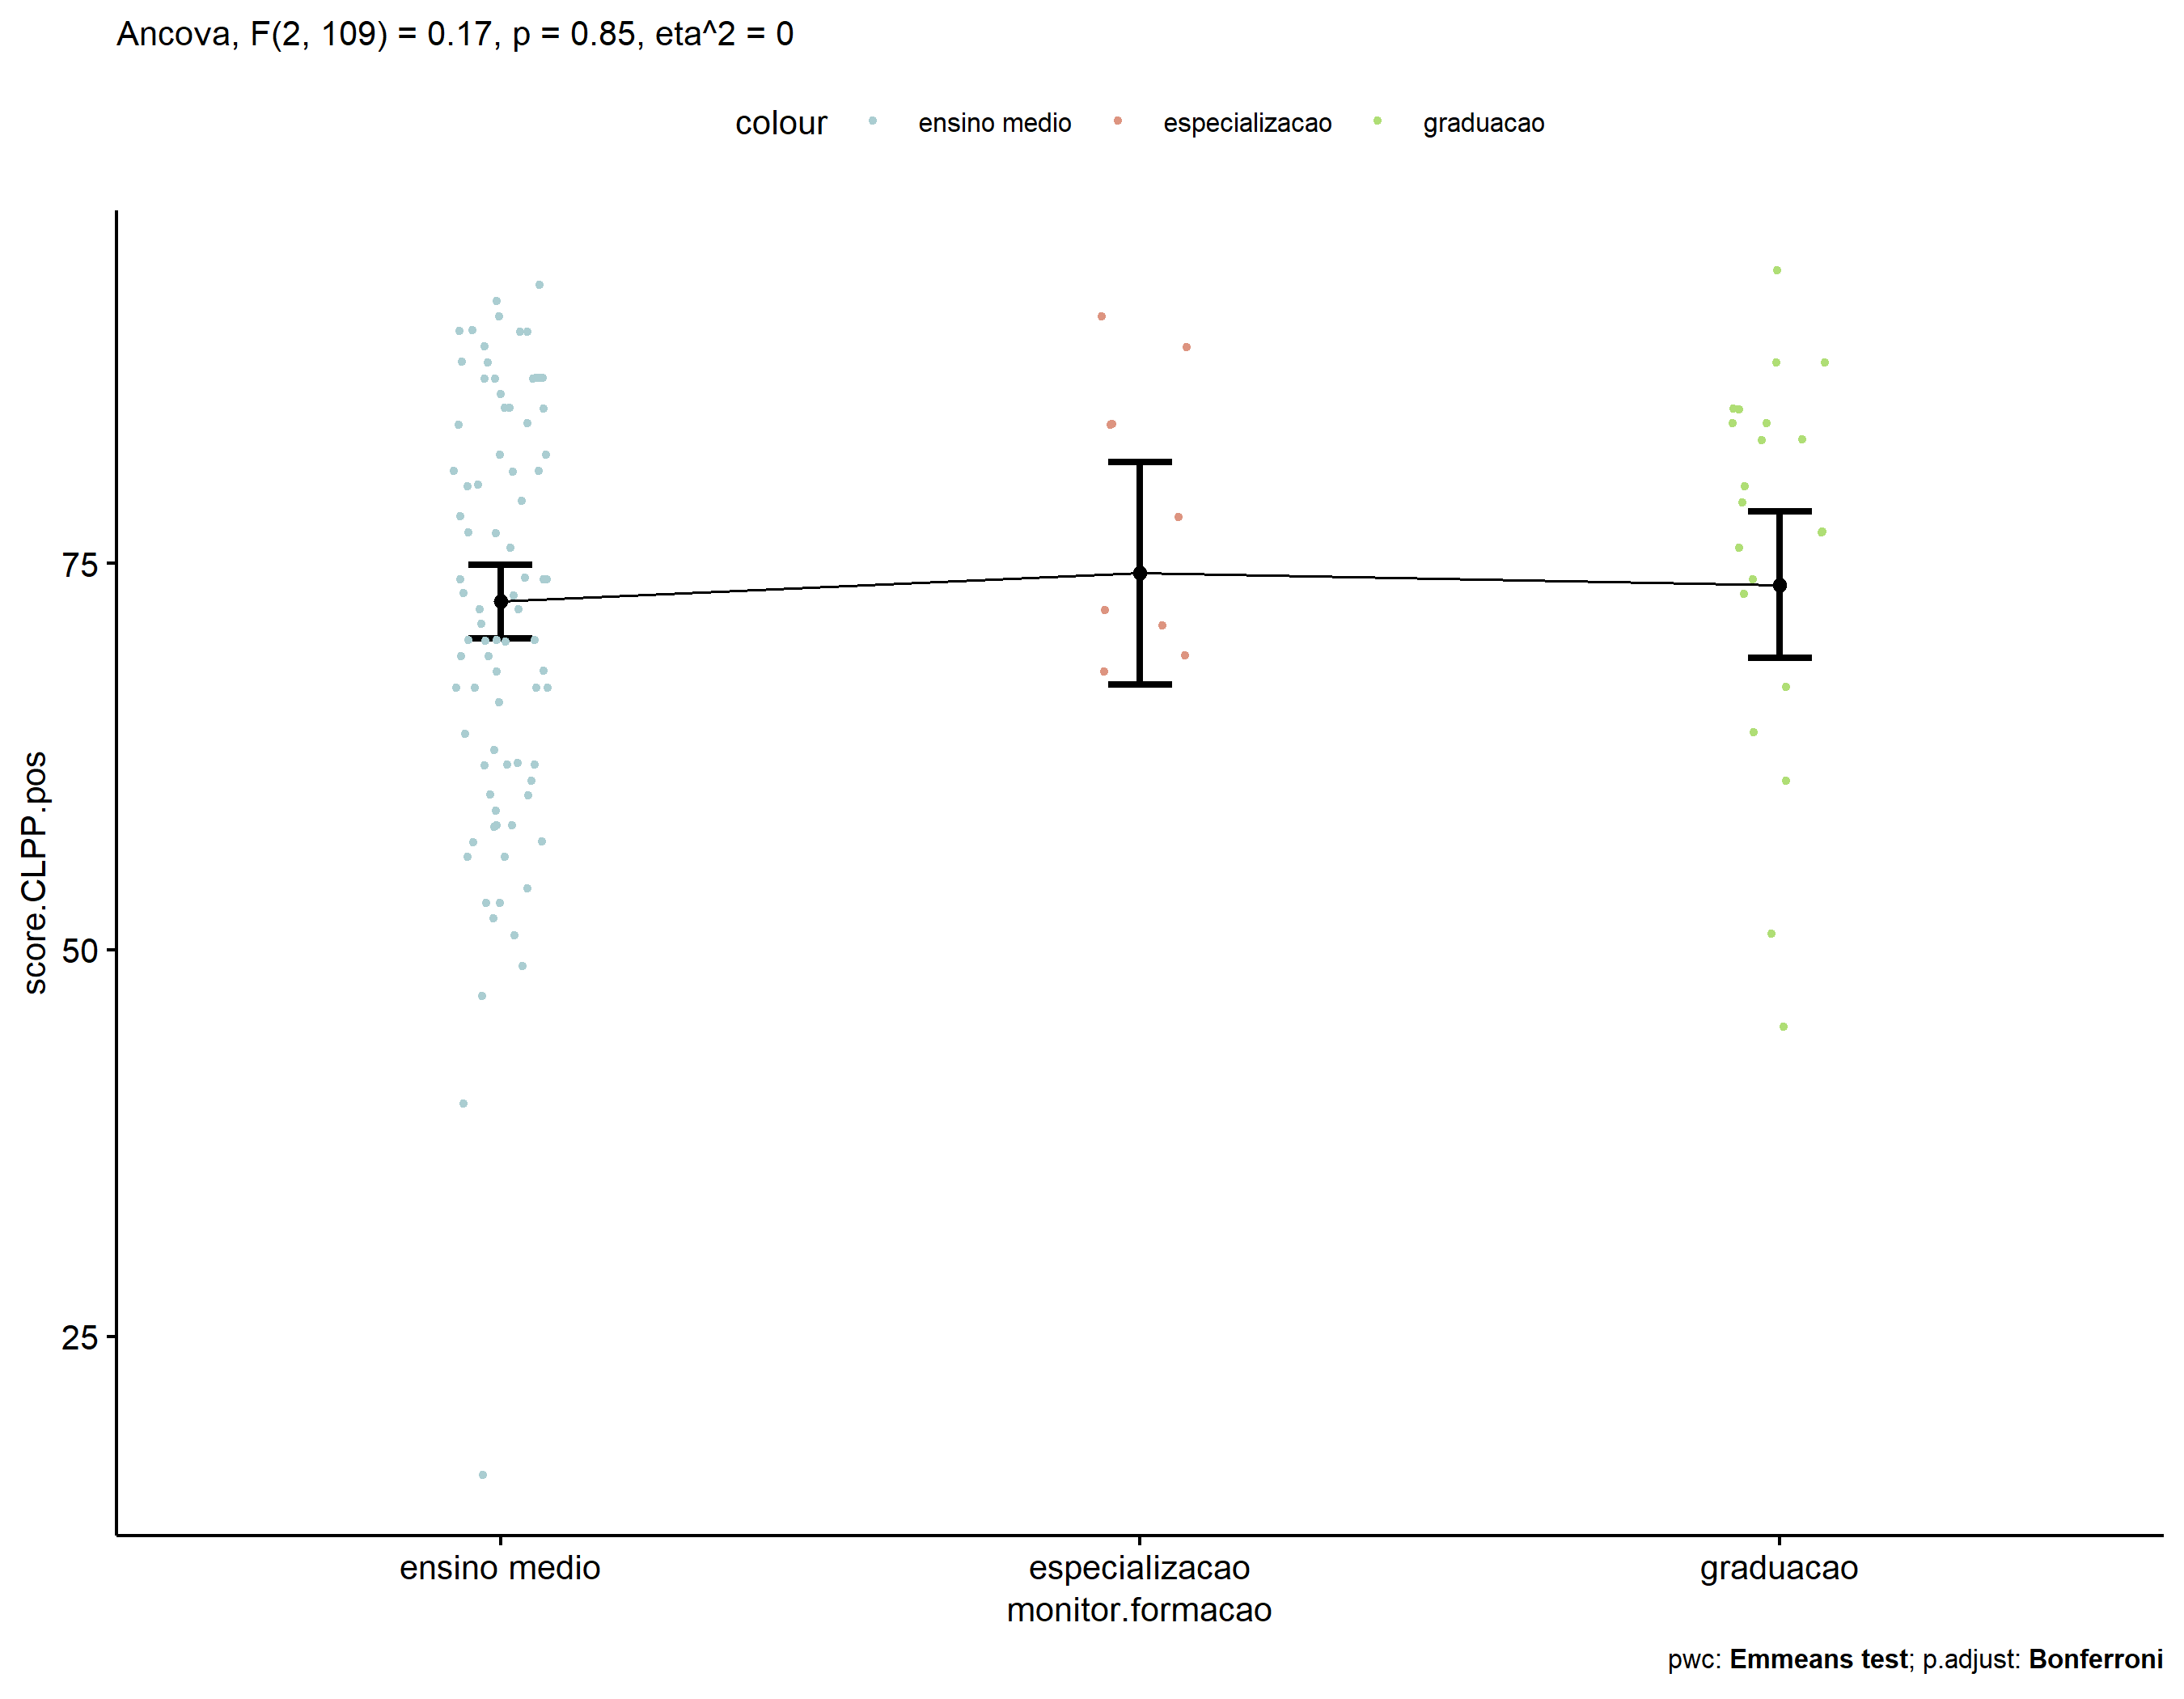 Ancova, F(2, 109) = 0.17, p = 0.85, eta^2 = 0
colour ensino medio especializacao graduacao
score.CLPP.pos
75
50
25
ensino medio especializacao graduacao
monitor.formacao
pwc: Emmeans test; p.adjust: Bonferroni